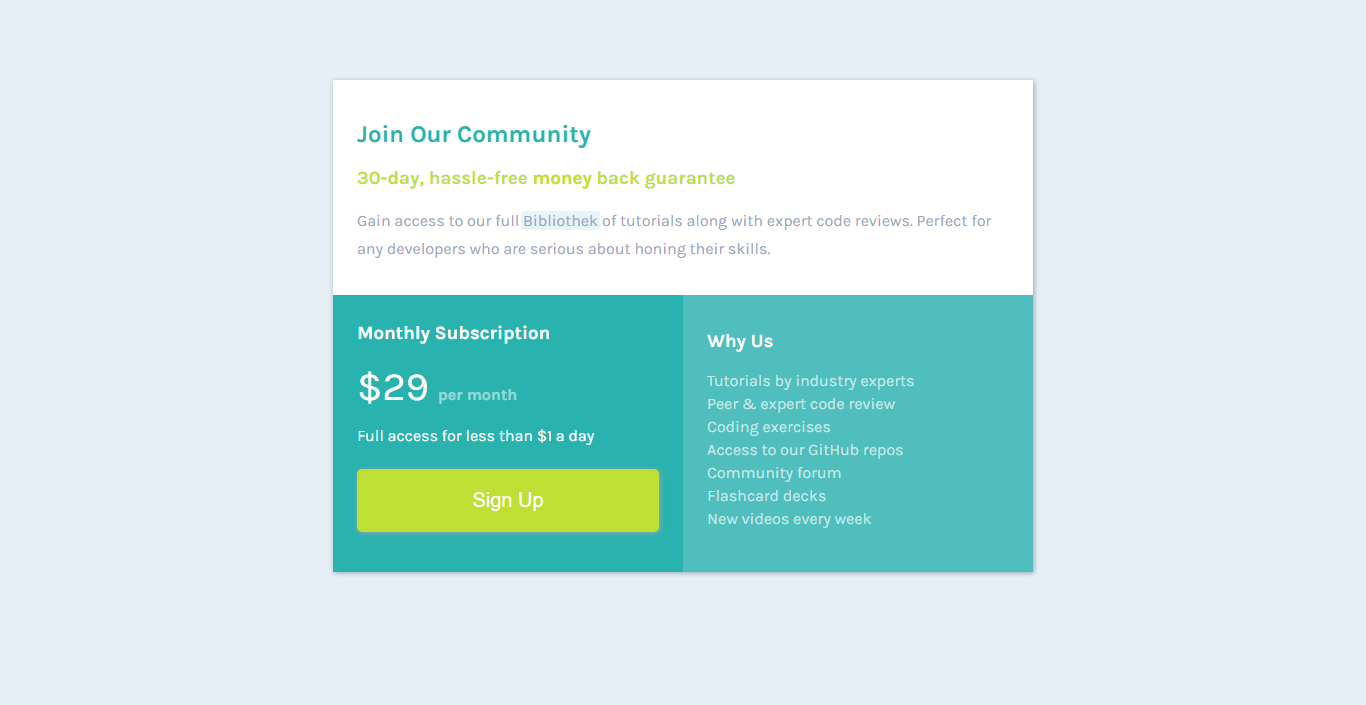 Join Our Community
30-day, hassle-free money back guarantee
Gain access to our full Bibliothek of tutorials along with expert code reviews. Perfect for
any developers who are serious about honing their skills.
Monthly Subscription
$29 per month
Full access for less than $1 a day
Sign Up
Why Us
Tutorials by industry experts
Peer & expert code review
Coding exercises
Access to our GitHub repos
Community forum
Flashcard decks
New videos every week